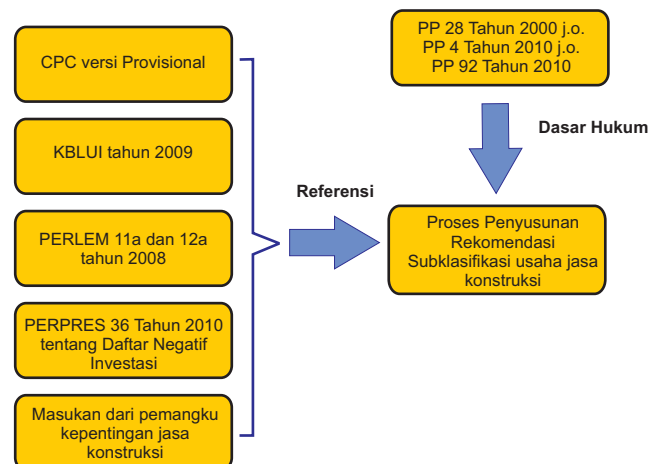 CPC versi Provisional
KBLUI tahun 2009
PERLEM 11a dan 12a
tahun 2008
PERPRES 36 Tahun 2010
tentang Daftar Negatif
Investasi
Masukan dari pemangku
kepentingan jasa
konstruksi
Referensi
PP 28 Tahun 2000 j.o.
PP 4 Tahun 2010 j.o.
PP 92 Tahun 2010
Dasar Hukum
Proses Penyusunan
Rekomendasi
Subklasifikasi usaha jasa
konstruksi